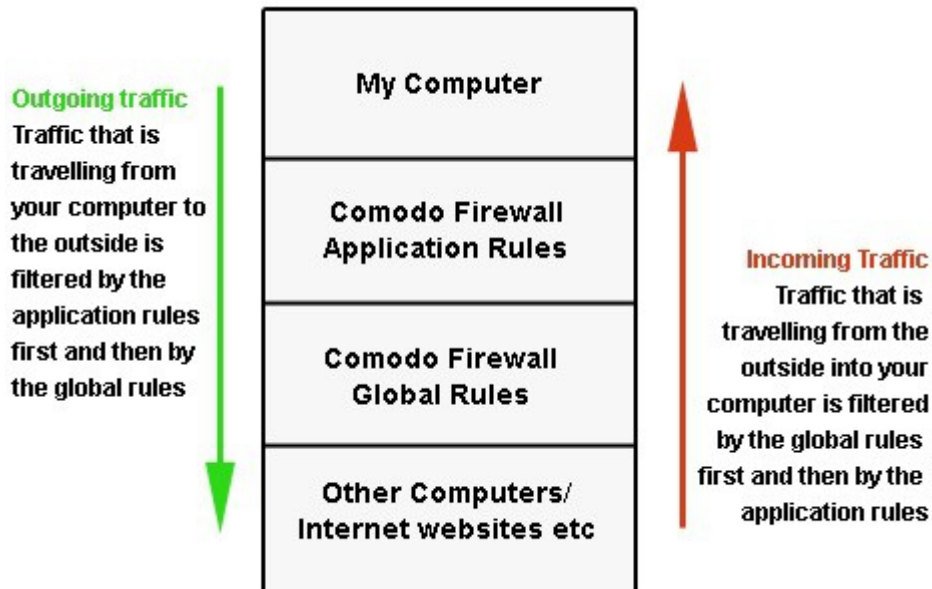 My Computer
Outgoing traffic
Traffic that is
travelling from
your computer to
the outside is
filtered by the
application rules
first and then by
the global rules
Comodo Firewall
Application Rules
Comodo Firewall
Global Rules
Other Computers/
Internet websites etc
Incoming Traffic
Traffic that is
travelling from the
outside into your
computer is filtered
by the global rules
first and then by the
application rules